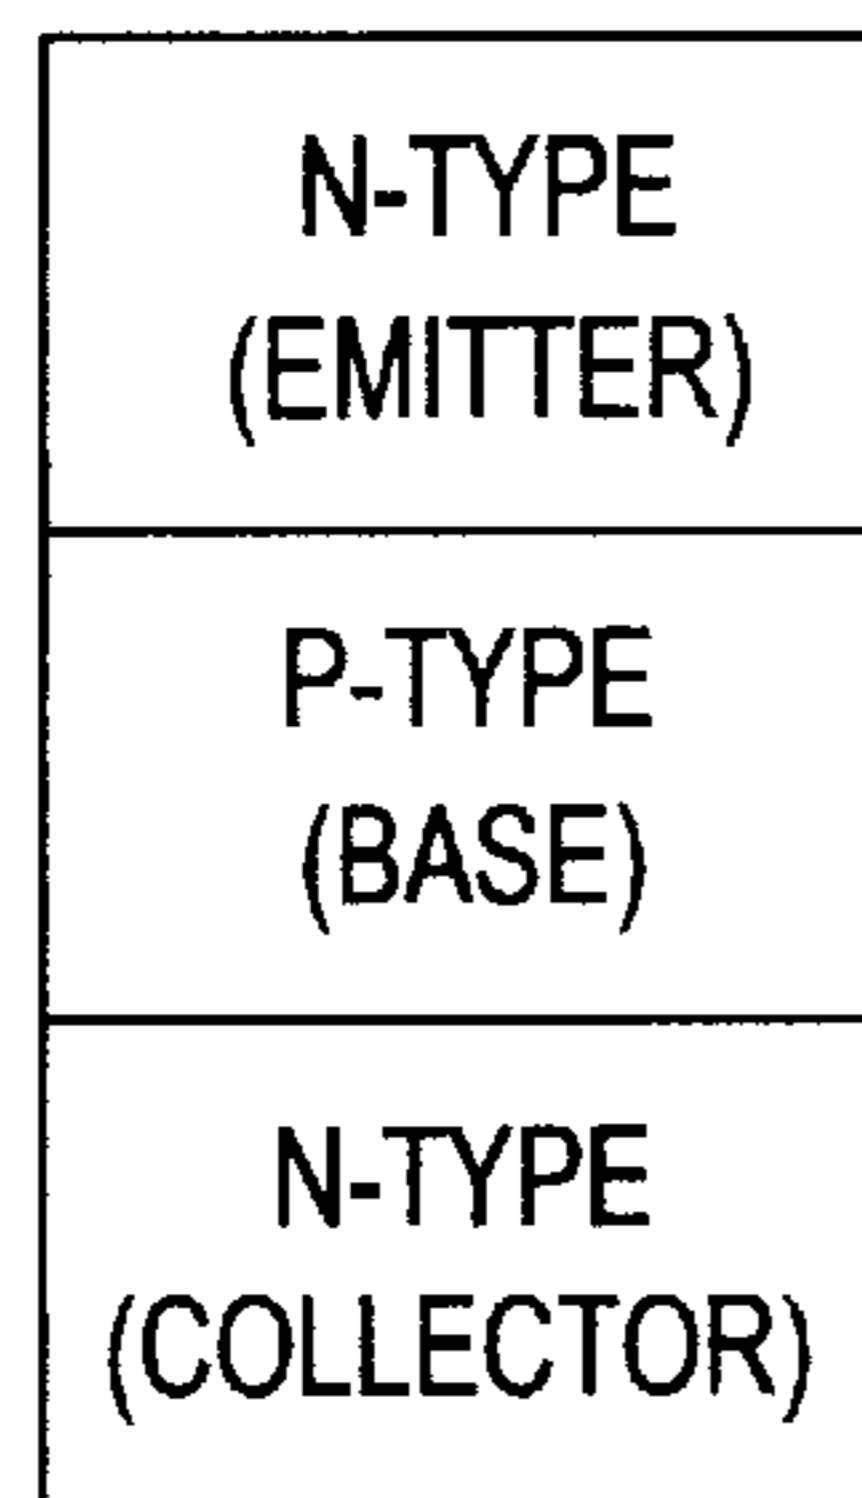 N-TYPE
(EMITTER)
P-TYPE
(BASE)
N-TYPE
(COLLECTOR)